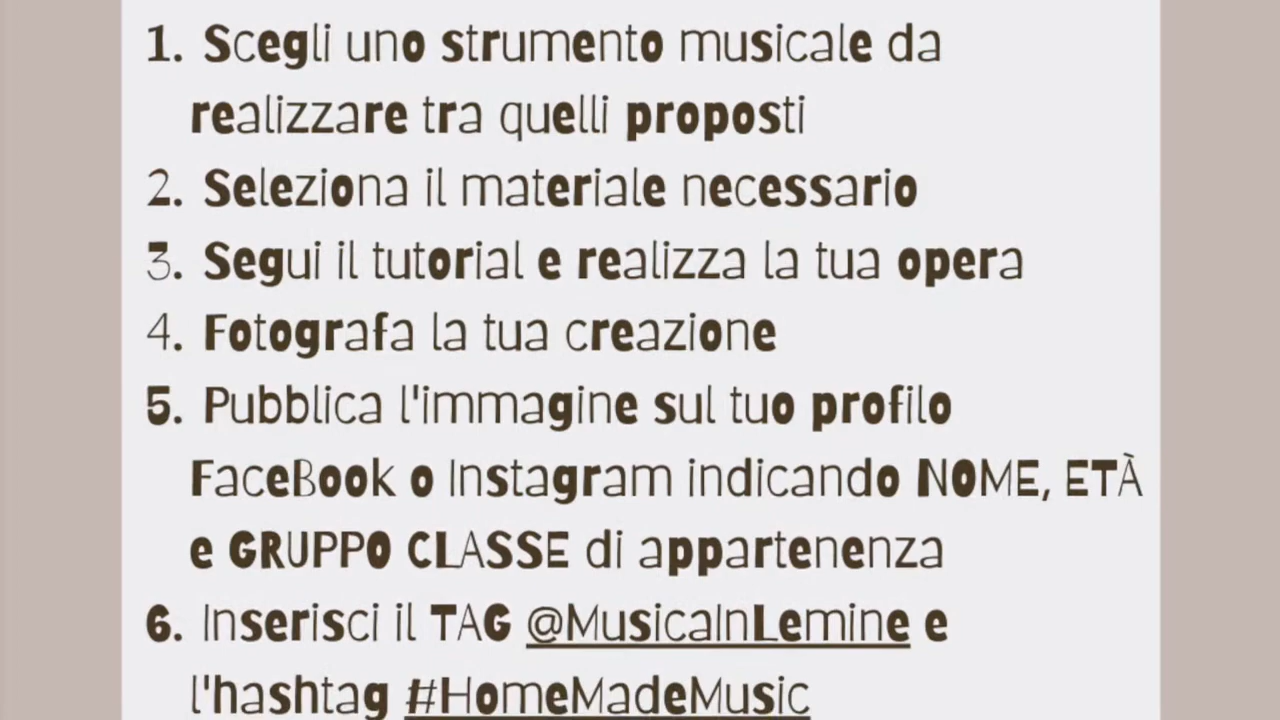 1. Scegli uno strumento musicale da
realizzare tra quelli proposti
2. Seleziona il materiale necessario
3. Segui il tutorial e realizza la tua opera
4. Fotografa la tua creazione
5. Pubblica l'immagine sul tuo profilo
FaceBook o Instagram indicando NOME, ETÀ
e GRUPPO CLASSE di appartenenza
6. Inserisci il TAG @MusicaInLemine e
l'hashtag #HomeMadeMusic